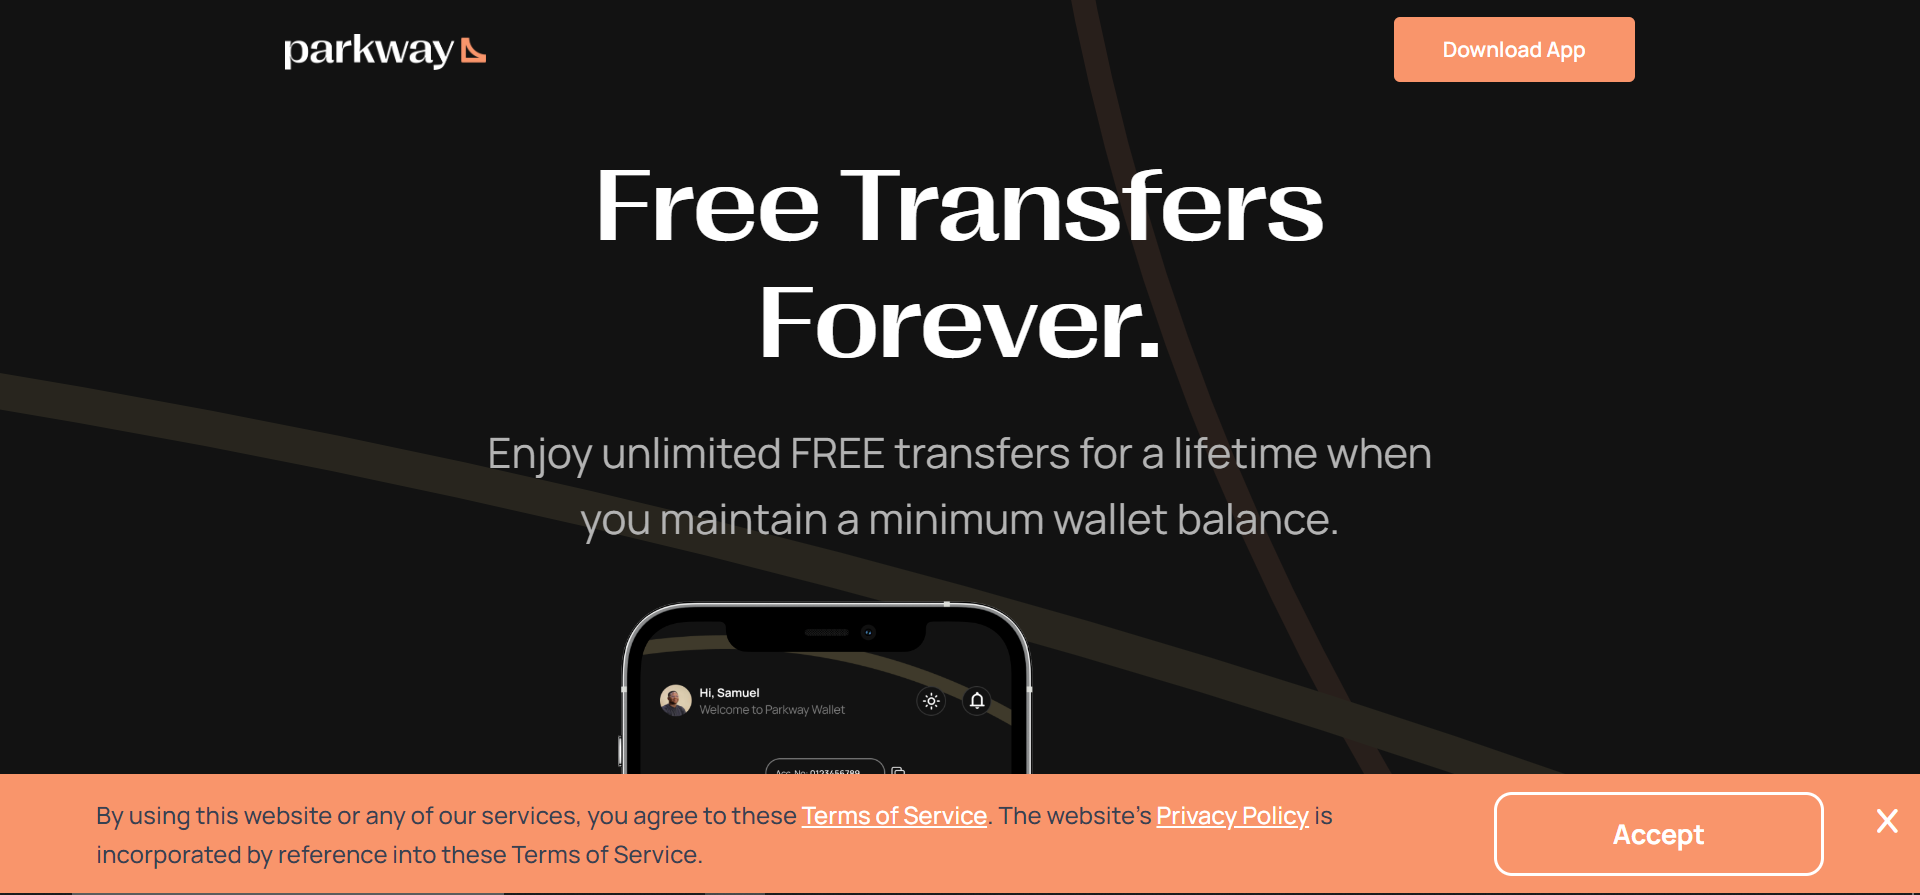 parkway
Download App
Free Transfers
Forever.
Enjoy unlimited FREE transfers for a lifetime when
you maintain a minimum wallet balance.
Hi, Samuel
Welcome to Parkway Wallet
Acc. No: 0123456789
By using this website or any of our services, you agree to these Terms of Service. The website's Privacy Policy is
incorporated by reference into these Terms of Service.
Accept